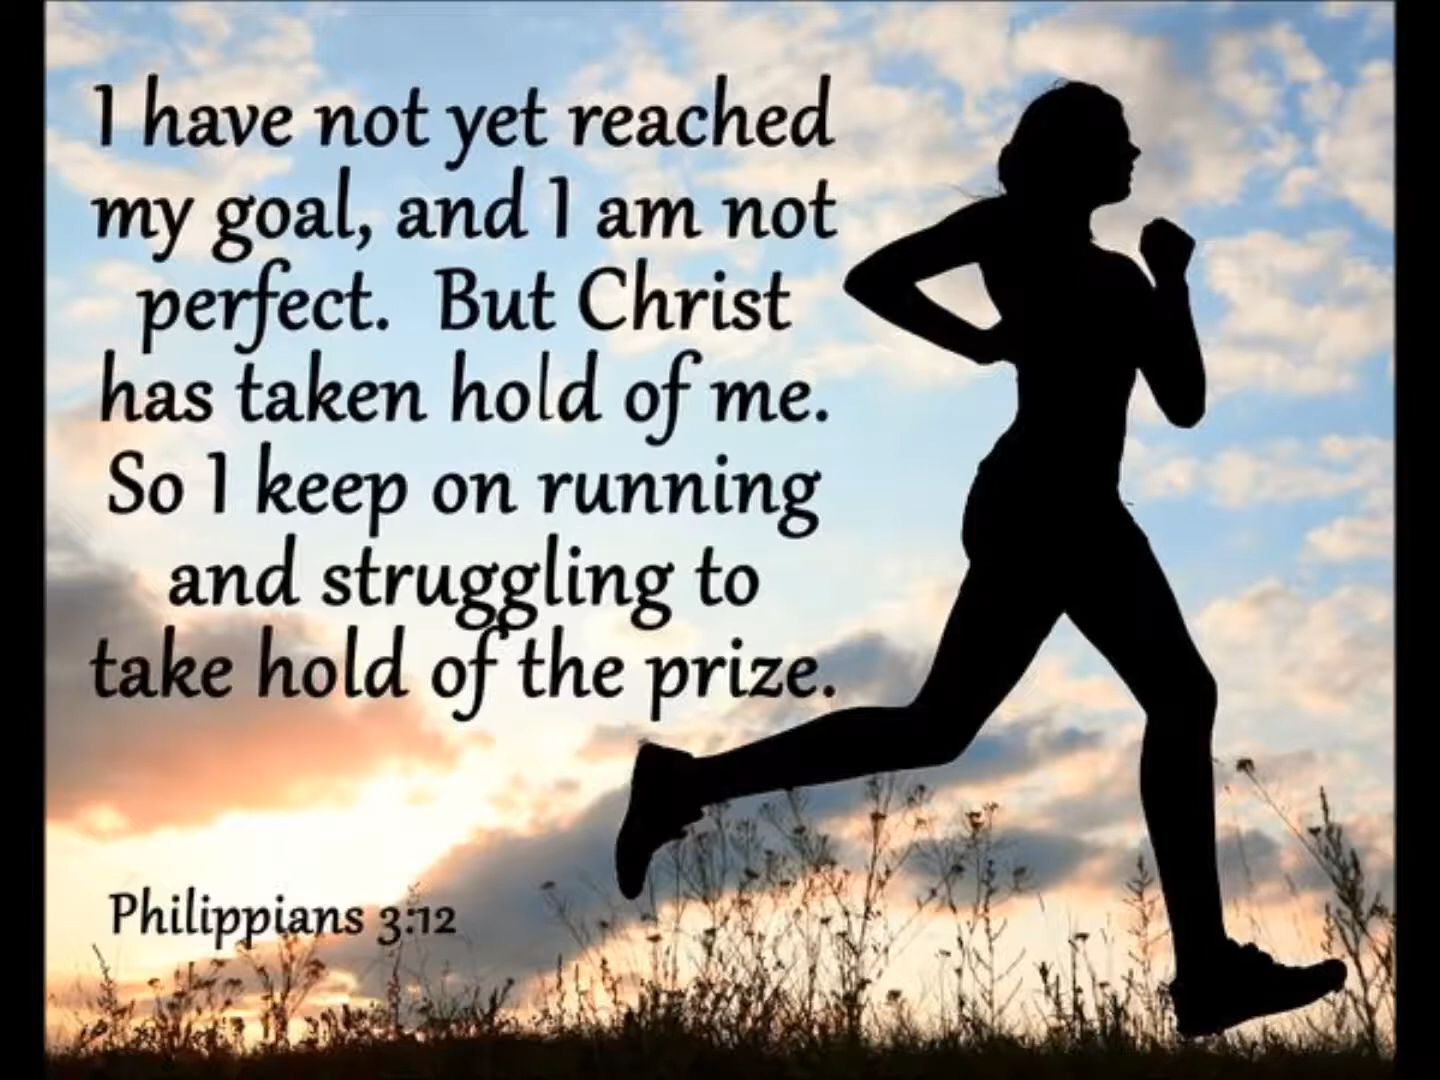 I have not yet reached
my goal, and I am not
perfect. But Christ
has taken hold of me.
So I keep on running
and struggling to
take hold of the prize.
Philippians 3:12